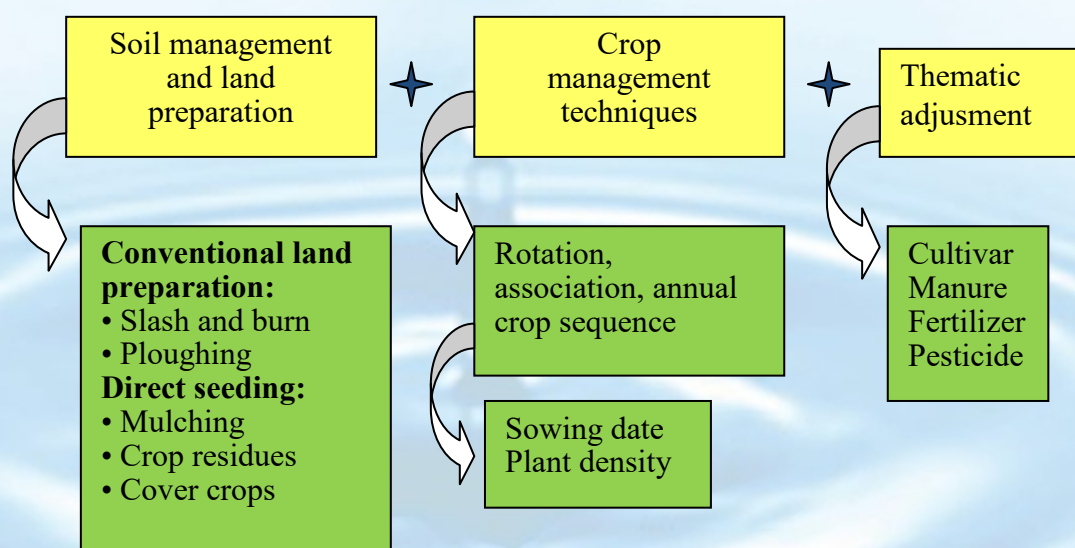 Soil management
and land
preparation
Crop
management
techniques
Thematic
adjusment
Conventional land
preparation:
• Slash and burn
• Ploughing
Direct seeding:
• Mulching
• Crop residues
• Cover crops
Rotation,
association, annual
crop sequence
Sowing date
Plant density
Cultivar
Manure
Fertilizer
Pesticide